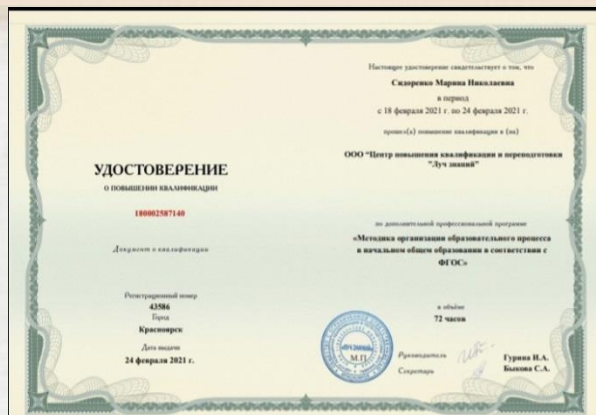 УДОСТОВЕРЕНИЕ
О ПОВЫШЕНИИ КВАЛИФИКАЦИИ
180002587140
Документ о квалификации
Регистрационный номер
43586
Город
Красноярск
Дата выдачи
24 февраля 2021 г.
Настоящее удостоверение свидетельствует о том, что
Сидоренко Марина Николаевна
в период
с 18 февраля 2021 г. по 24 февраля 2021 г.
прошел(а) повышение квалификации в (на)
ООО "Центр повышения квалификации и переподготовки
"Луч знаний"
по дополнительной профессиональной программе
«Методика организации образовательного процесса
в начальном общем образовании в соответствии с
ФГОС»
в объёме
72 часов
М.П.
Руководитель
Гурина И.А.
Секретарь
Быкова С.А.